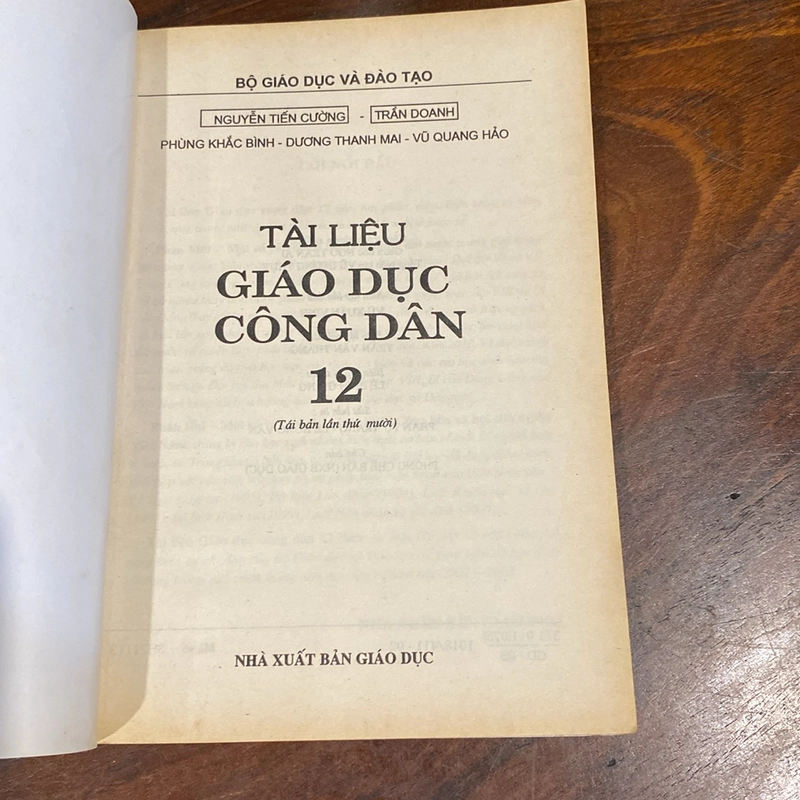 BỘ GIÁO DỤC VÀ ĐÀO TẠO
NGUYỄN TIẾN CƯỜNG - TRẦN DOANH
PHÙNG KHẮC BÌNH - DƯƠNG THANH MAI - VŨ QUANG HẢO
TÀI LIỆU
GIÁO DỤC
CÔNG DÂN
12
(Tái bản lần thứ mười)
NHÀ XUẤT BẢN GIÁO DỤC